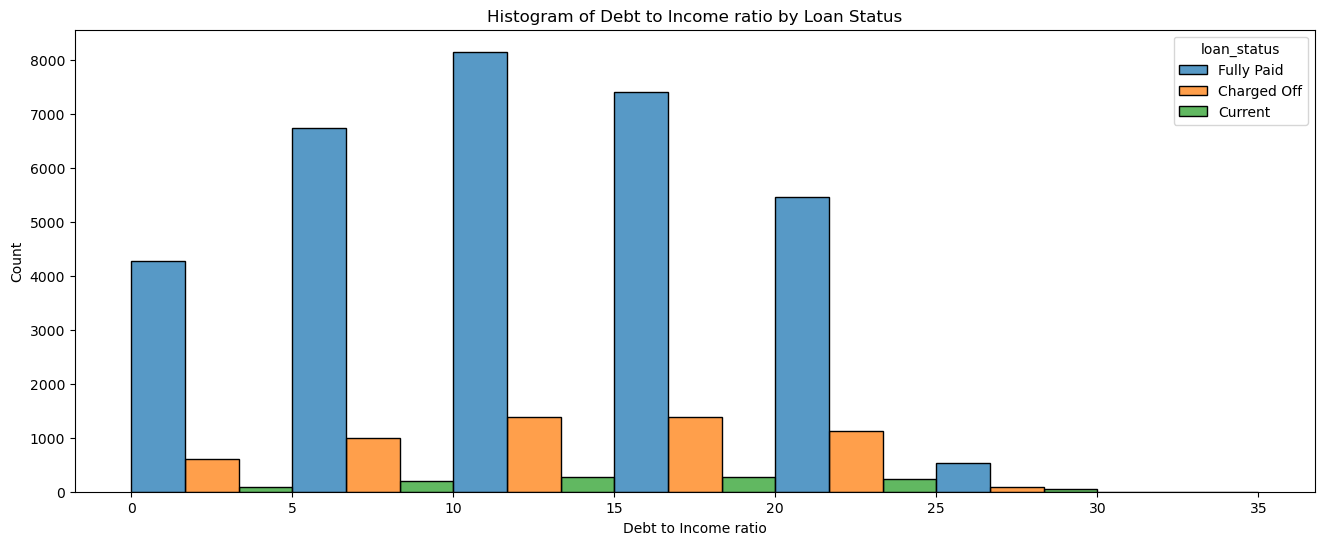 Histogram of Debt to Income ratio by Loan Status
loan_status
Fully Paid
Charged Off
Current
Count
8000
7000
6000
5000
4000
3000
2000
1000
0
0 5 10 15 20 25 30 35
Debt to Income ratio